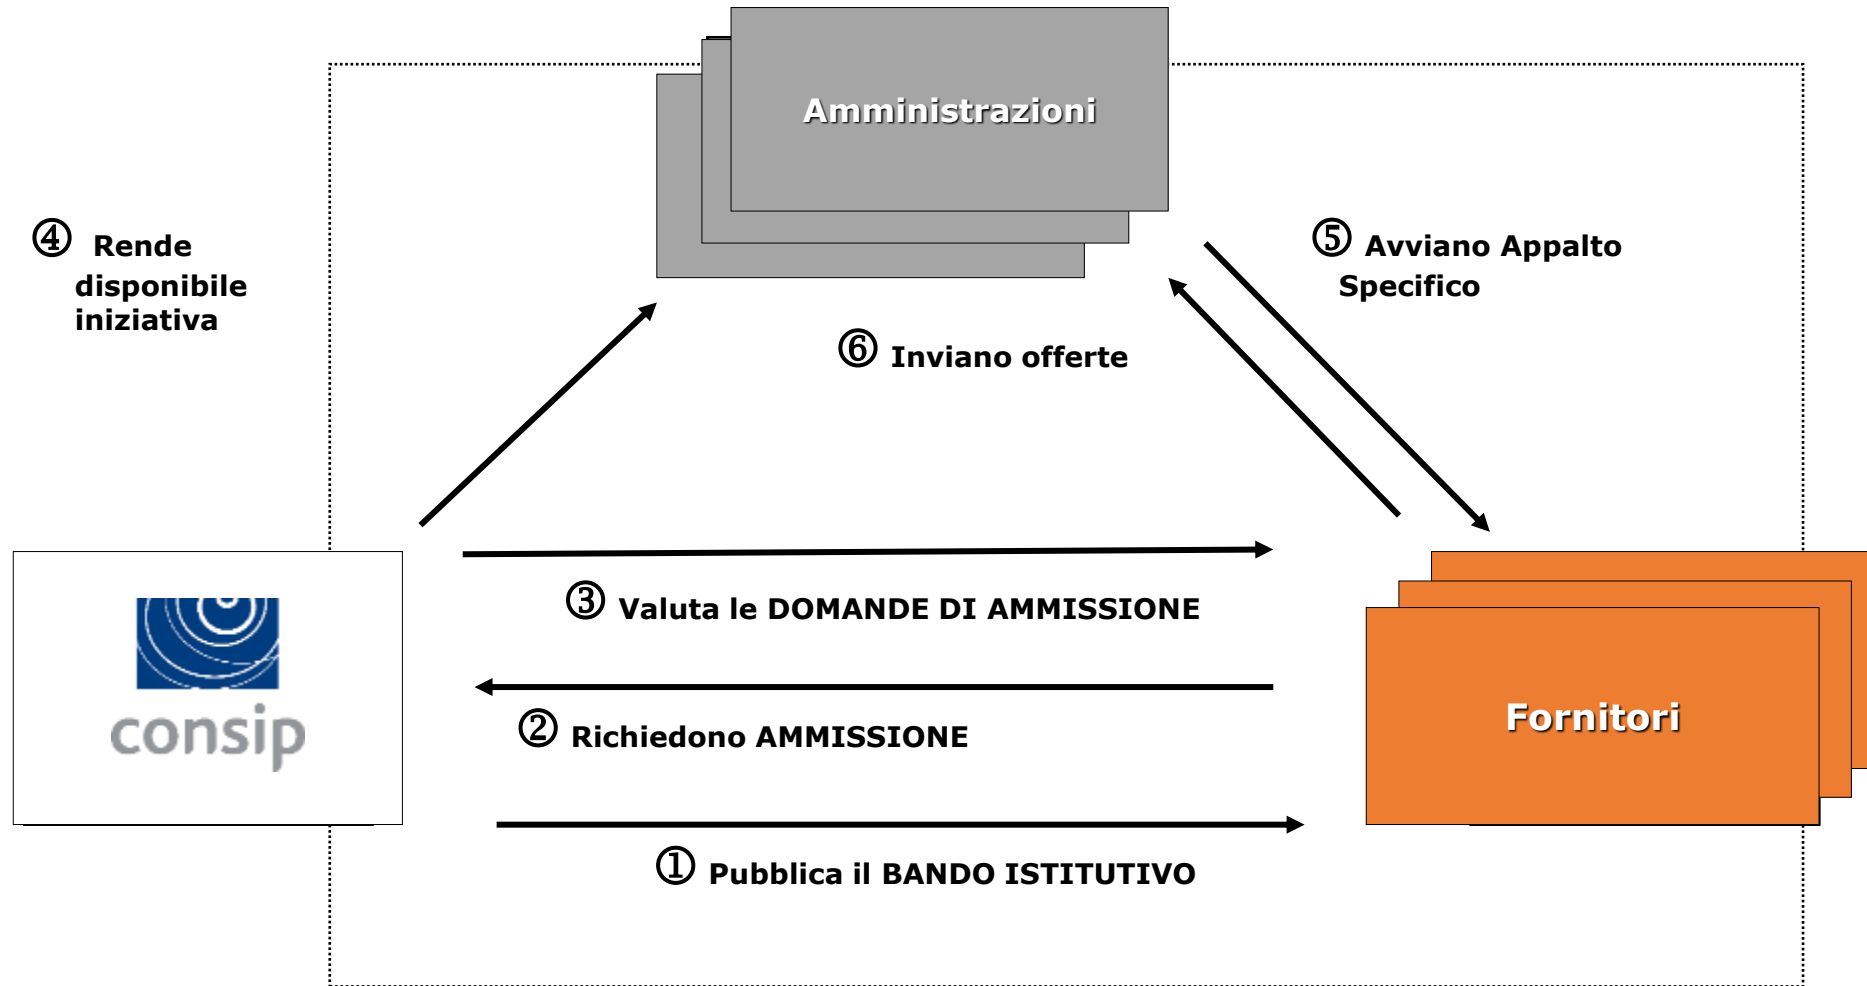 Amministrazioni
④ Rende
disponibile
iniziativa
⑤ Avviano Appalto
Specifico
⑥ Inviano offerte
③ Valuta le DOMANDE DI AMMISSIONE
consip
② Richiedono AMMISSIONE
Fornitori
① Pubblica il BANDO ISTITUTIVO